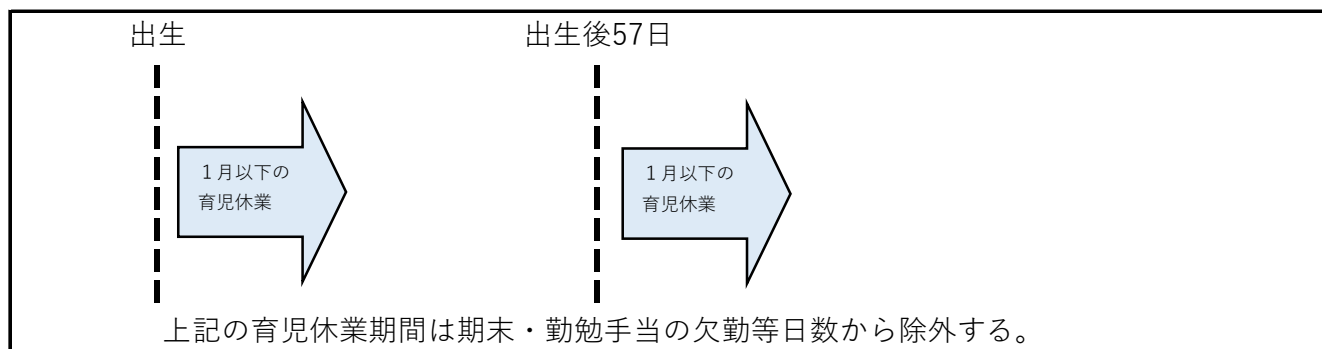 出生
出生後57日
１月以下の
育児休業
１月以下の
育児休業
上記の育児休業期間は期末・勤勉手当の欠勤等日数から除外する。